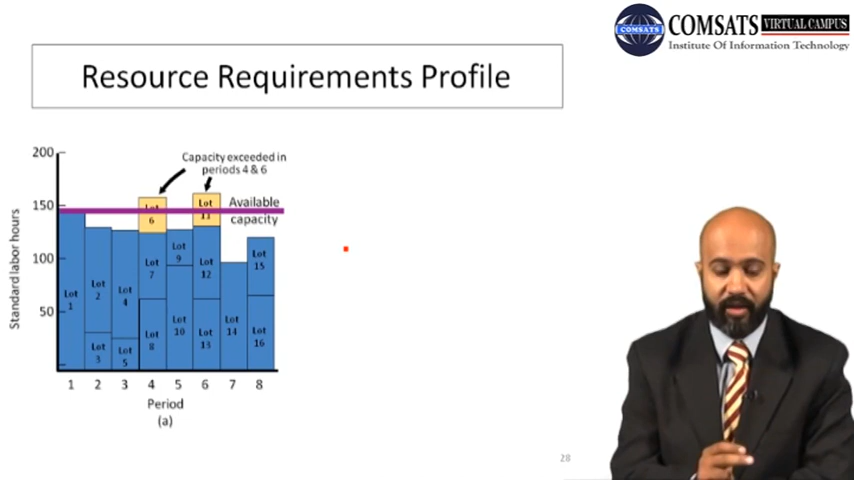 COMSATS
COMSATS VIRTUAL CAMPUS
Institute Of Information Technology
Resource Requirements Profile
Capacity exceeded in
periods 4 & 6
Available
capacity
Standard labor hours
200
150
100
50
Lot
1
Lot
2
Lot
3
Lot
4
Lot
5
Lot
6
Lot
7
Lot
8
Lot
9
Lot
10
Lot
11
Lot
12
Lot
13
Lot
14
Lot
15
Lot
16
1 2 3 4 5 6 7 8
Period
(a)
28